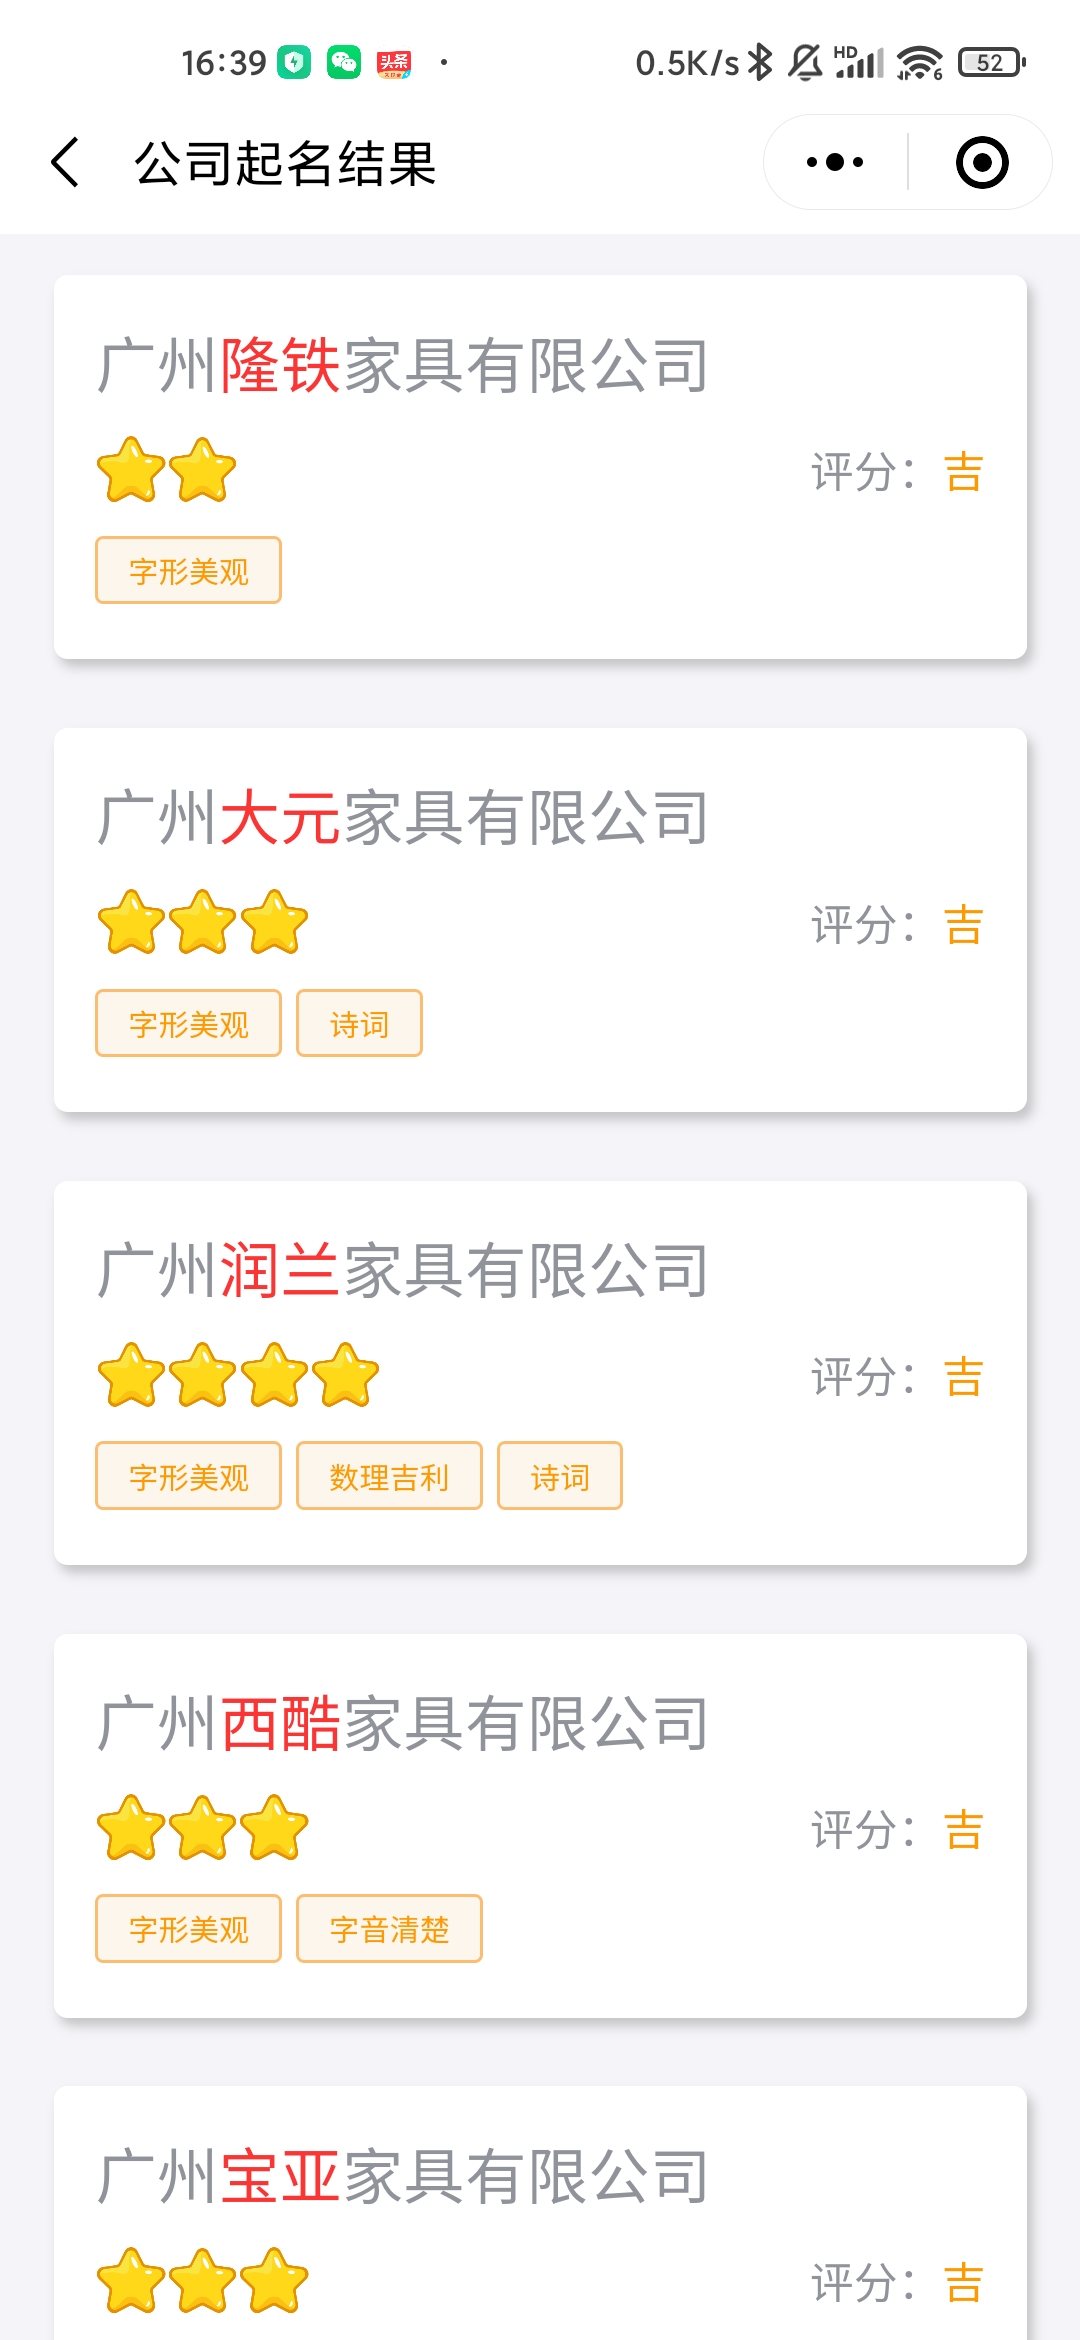 16:39 头条 · 0.5K/s HD 6 52
公司起名结果
广州隆铁家具有限公司
评分：吉
字形美观
广州大元家具有限公司
评分：吉
字形美观 诗词
广州润兰家具有限公司
评分：吉
字形美观 数理吉利 诗词
广州西酷家具有限公司
评分：吉
字形美观 字音清楚
广州宝亚家具有限公司
评分：吉